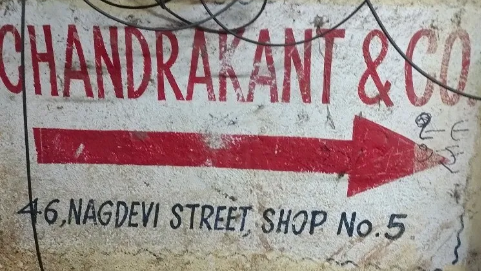 CHANDRAKANT & CO.
46, NAGDEVI STREET, SHOP No. 5